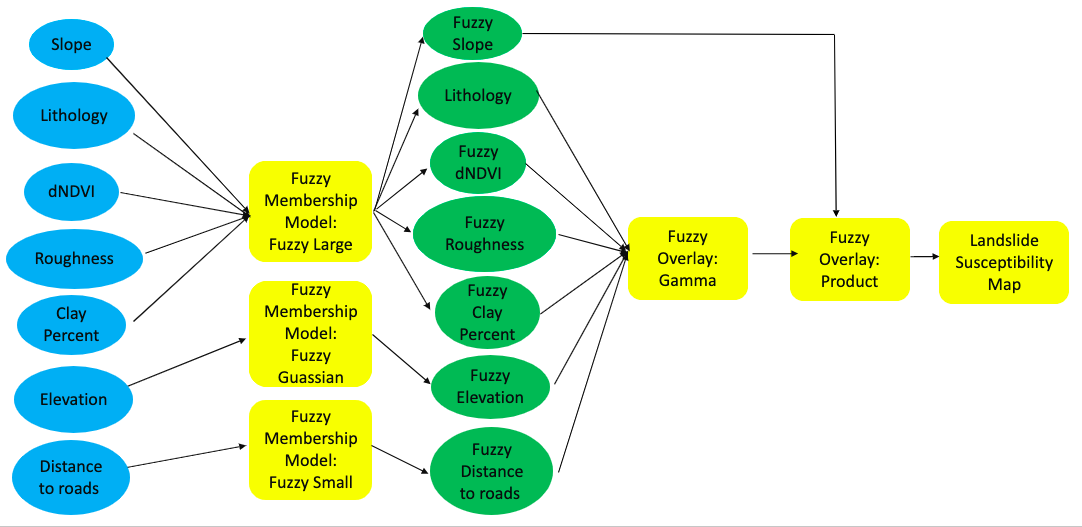 Slope
Lithology
dNDVI
Roughness
Clay
Percent
Elevation
Distance
to roads
Fuzzy
Membership
Model:
Fuzzy Large
Fuzzy
Membership
Model:
Fuzzy
Guassian
Fuzzy
Membership
Model:
Fuzzy Small
Fuzzy
Slope
Lithology
Fuzzy
dNDVI
Fuzzy
Roughness
Fuzzy
Clay
Percent
Fuzzy
Elevation
Fuzzy
Distance
to roads
Fuzzy
Overlay:
Gamma
Fuzzy
Overlay:
Product
Landslide
Susceptibility
Map